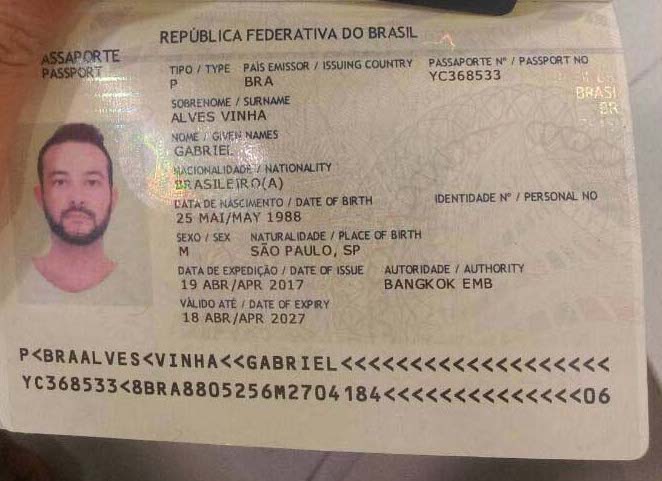 REPÚBLICA FEDERATIVA DO BRASIL
ASSAPORTE
PASSPORT
TIPO / TYPE PAÍS EMISSOR / ISSUING COUNTRY PASSAPORTE Nº / PASSPORT NO
P BRA YC368533
SOBRENOME / SURNAME
ALVES VINHA
NOME / GIVEN NAMES
GABRIEL
NACIONALIDADE / NATIONALITY
BRASILEIRO(A)
DATA DE NASCIMENTO / DATE OF BIRTH IDENTIDADE Nº / PERSONAL NO
25 MAI/MAY 1988
SEXO / SEX NATURALIDADE / PLACE OF BIRTH
M SÃO PAULO, SP
DATA DE EXPEDIÇÃO / DATE OF ISSUE AUTORIDADE / AUTHORITY
19 ABR/APR 2017 BANGKOK EMB
VÁLIDO ATÉ / DATE OF EXPIRY
18 ABR/APR 2027
P<BRAALVES<VINHA<<GABRIEL<<<<<<<<<<<<<<<<<<<
YC368533<8BRA8805256M2704184<<<<<<<<<<<<<<06